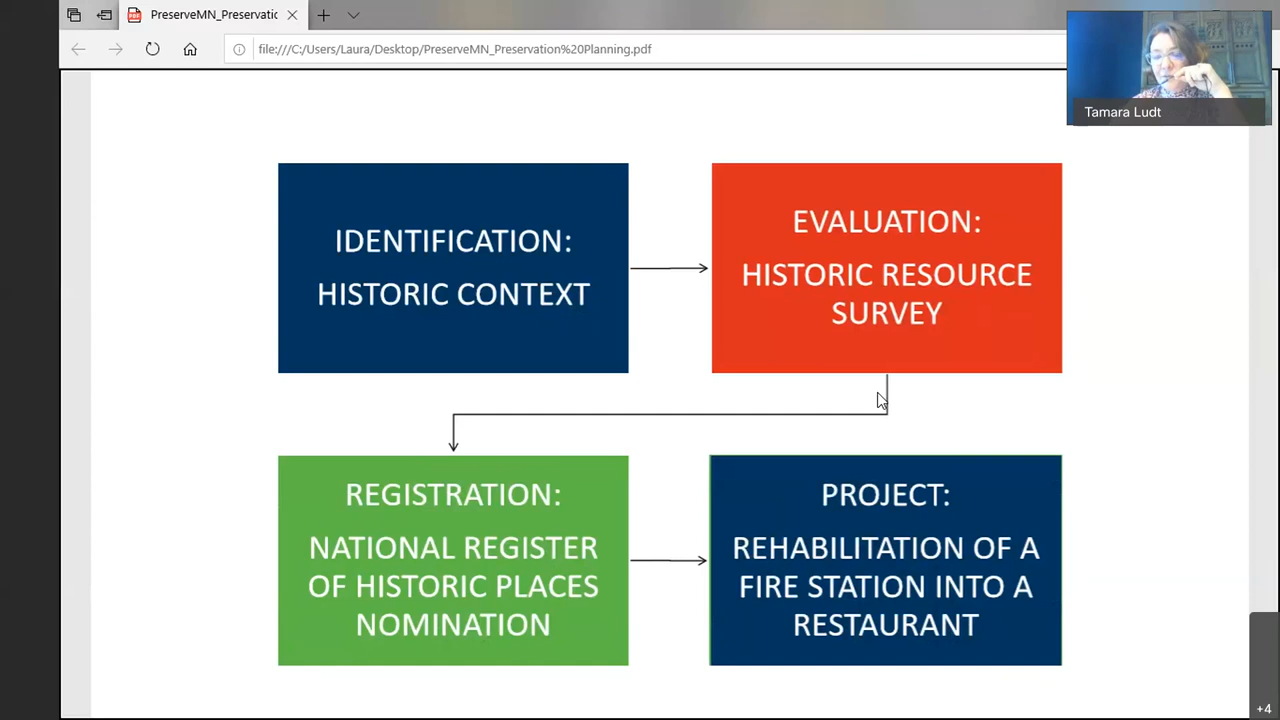 PreserveMN_Preservatic
file:///C:/Users/Laura/Desktop/PreserveMN_Preservation%20Planning.pdf
Tamara Ludt
IDENTIFICATION:
HISTORIC CONTEXT
EVALUATION:
HISTORIC RESOURCE
SURVEY
REGISTRATION:
NATIONAL REGISTER
OF HISTORIC PLACES
NOMINATION
PROJECT:
REHABILITATION OF A
FIRE STATION INTO A
RESTAURANT
+4